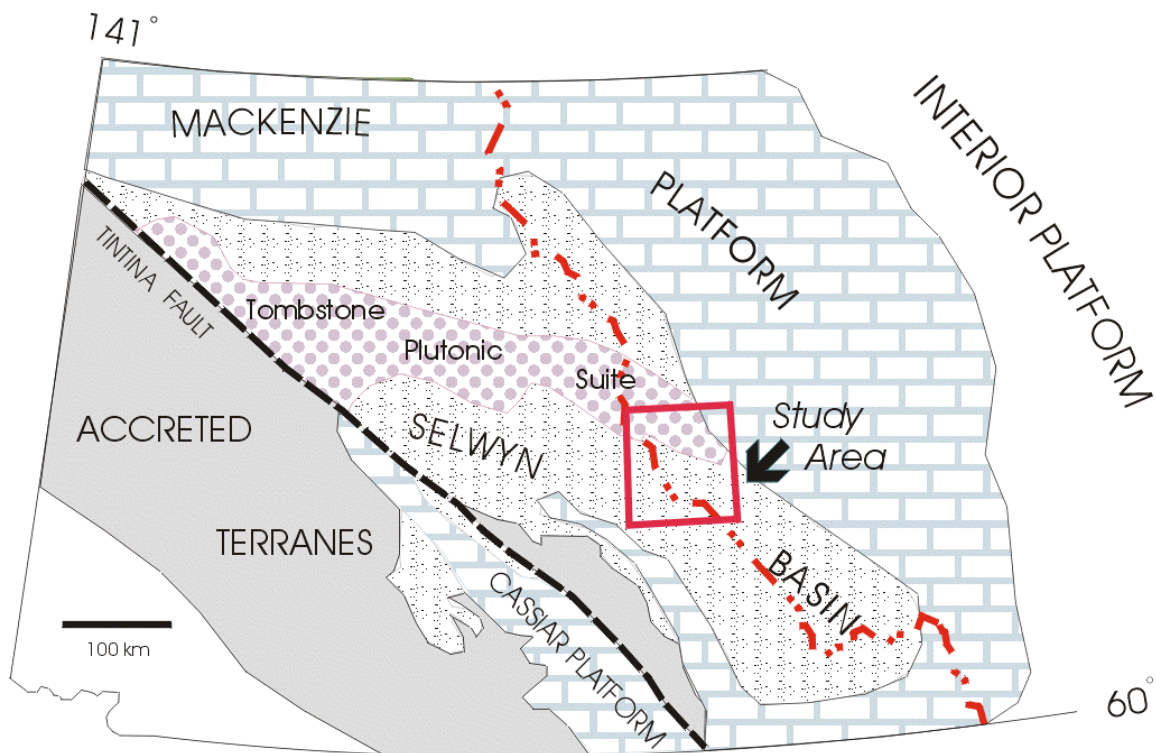 141°
MACKENZIE
PLATFORM
INTERIOR PLATFORM
TINTINA FAULT
Tombstone
Plutonic
Suite
ACCRETED
SELWYN
Study
Area
TERRANES
BASIN
CASSIAR PLATFORM
100 km
60°